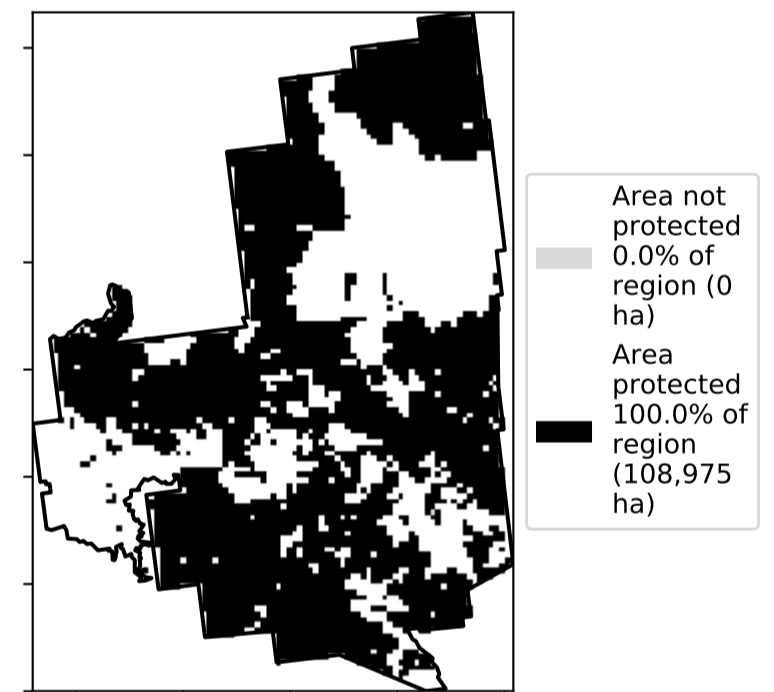 Area not
protected
0.0% of
region (0
ha)
Area
protected
100.0% of
region
(108,975
ha)